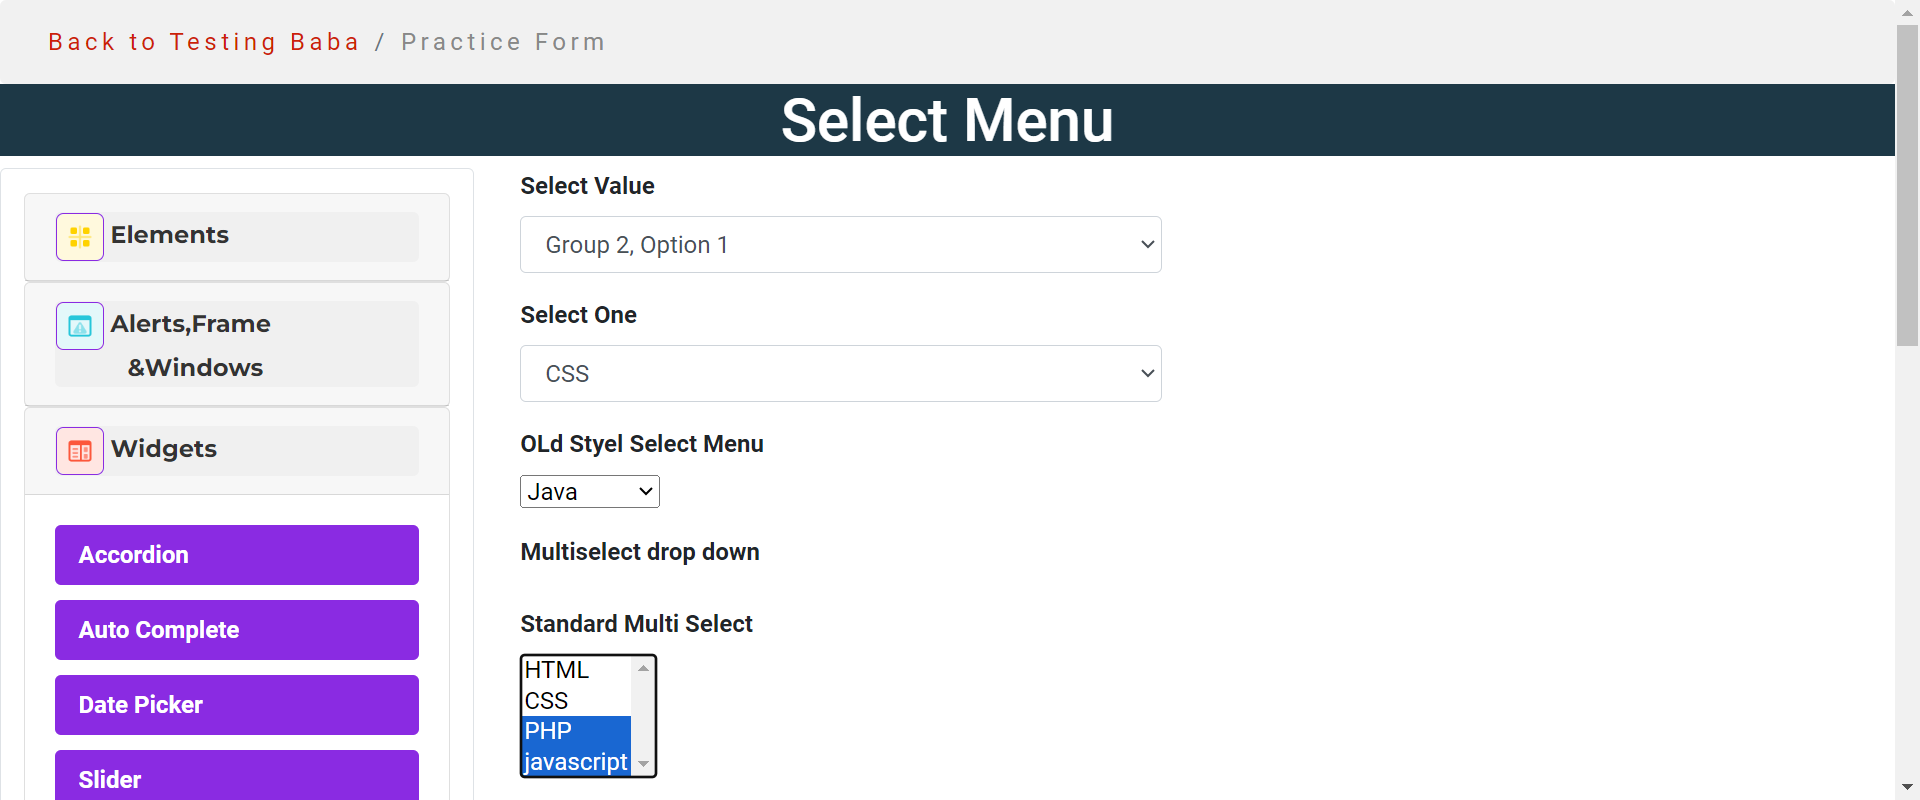 Back to Testing Baba / Practice Form
Select Menu
Elements
Alerts,Frame
&Windows
Widgets
Accordion
Auto Complete
Date Picker
Slider
Select Value
Group 2, Option 1
Select One
CSS
OLd Styel Select Menu
Java
Multiselect drop down
Standard Multi Select
HTML
CSS
PHP
javascript